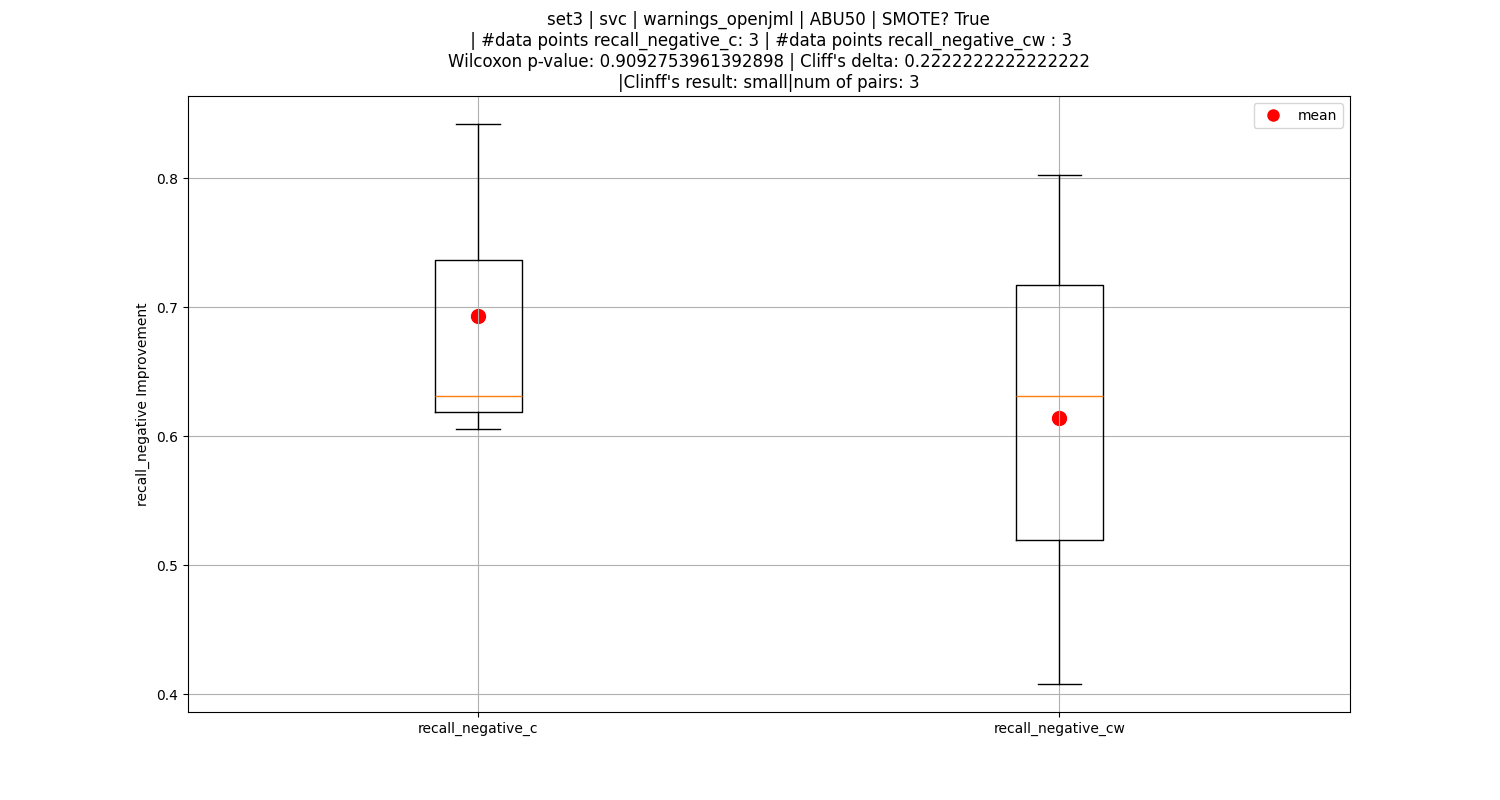 set3 | svc | warnings_openjml | ABU50 | SMOTE? True
| #data points recall_negative_c: 3 | #data points recall_negative_cw : 3
Wilcoxon p-value: 0.9092753961392898 | Cliff's delta: 0.2222222222222222
|Clinff's result: small|num of pairs: 3
mean
0.8
0.7
0.6
0.5
0.4
recall_negative Improvement
recall_negative_c
recall_negative_cw